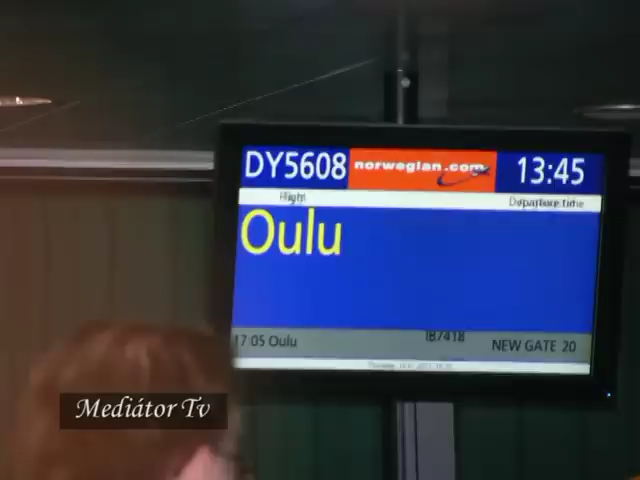 DY5608 norwegian.com 13:45
Flight Departure time
Oulu
17:05 Oulu IB7418 NEW GATE 20
Mediátor Tv